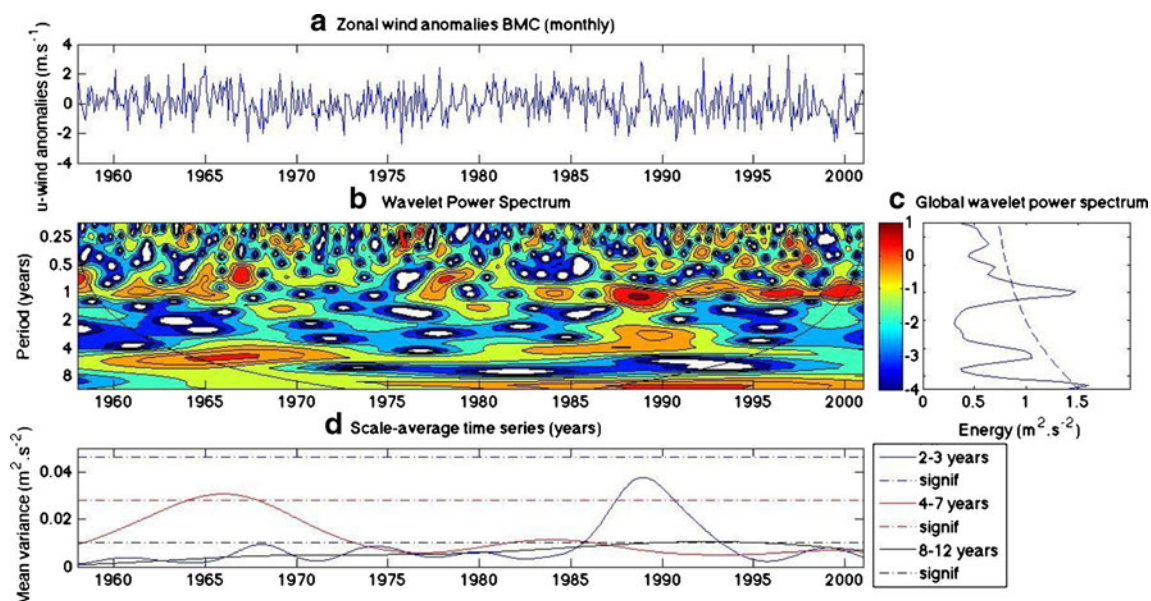 a Zonal wind anomalies BMC (monthly)
u-wind anomalies (m.s-1)
4
2
0
-2
-4
1960 1965 1970 1975 1980 1985 1990 1995 2000
b Wavelet Power Spectrum
Period (years)
0.25
0.5
1
2
4
8
1960 1965 1970 1975 1980 1985 1990 1995 2000
1
0
-1
-2
-3
-4
c Global wavelet power spectrum
0 0.5 1 1.5
Energy (m2.s-2)
d Scale-average time series (years)
Mean variance (m2.s-2)
0.04
0.02
0
1960 1965 1970 1975 1980 1985 1990 1995 2000
2-3 years
signif
4-7 years
signif
8-12 years
signif